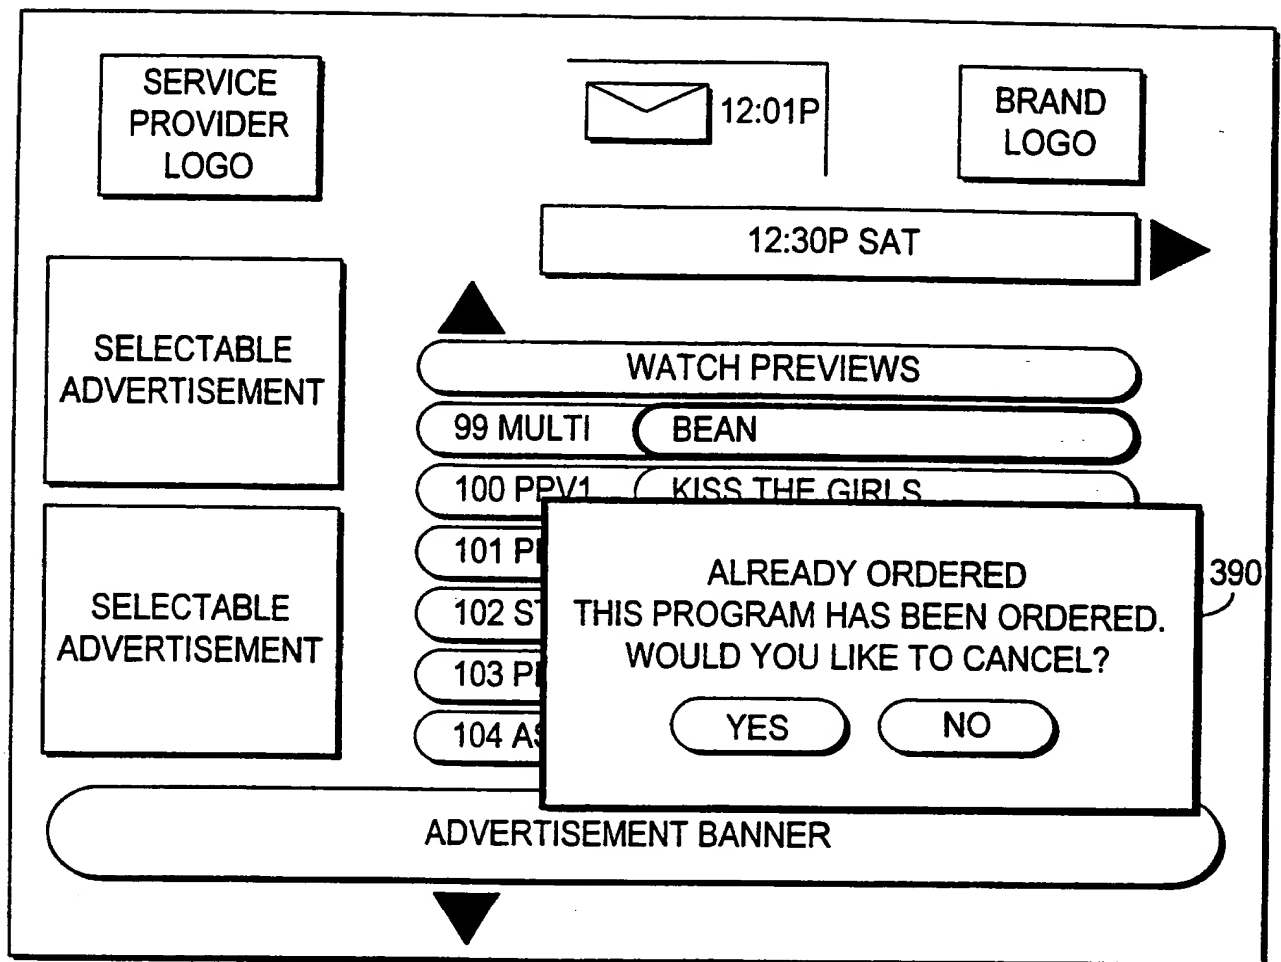 SERVICE
PROVIDER
LOGO
12:01P
BRAND
LOGO
12:30P SAT
SELECTABLE
ADVERTISEMENT
WATCH PREVIEWS
99 MULTI BEAN
100 PPV1 KISS THE GIRLS
101
102
103
104
SELECTABLE
ADVERTISEMENT
ALREADY ORDERED
THIS PROGRAM HAS BEEN ORDERED.
WOULD YOU LIKE TO CANCEL?
YES NO
390
ADVERTISEMENT BANNER